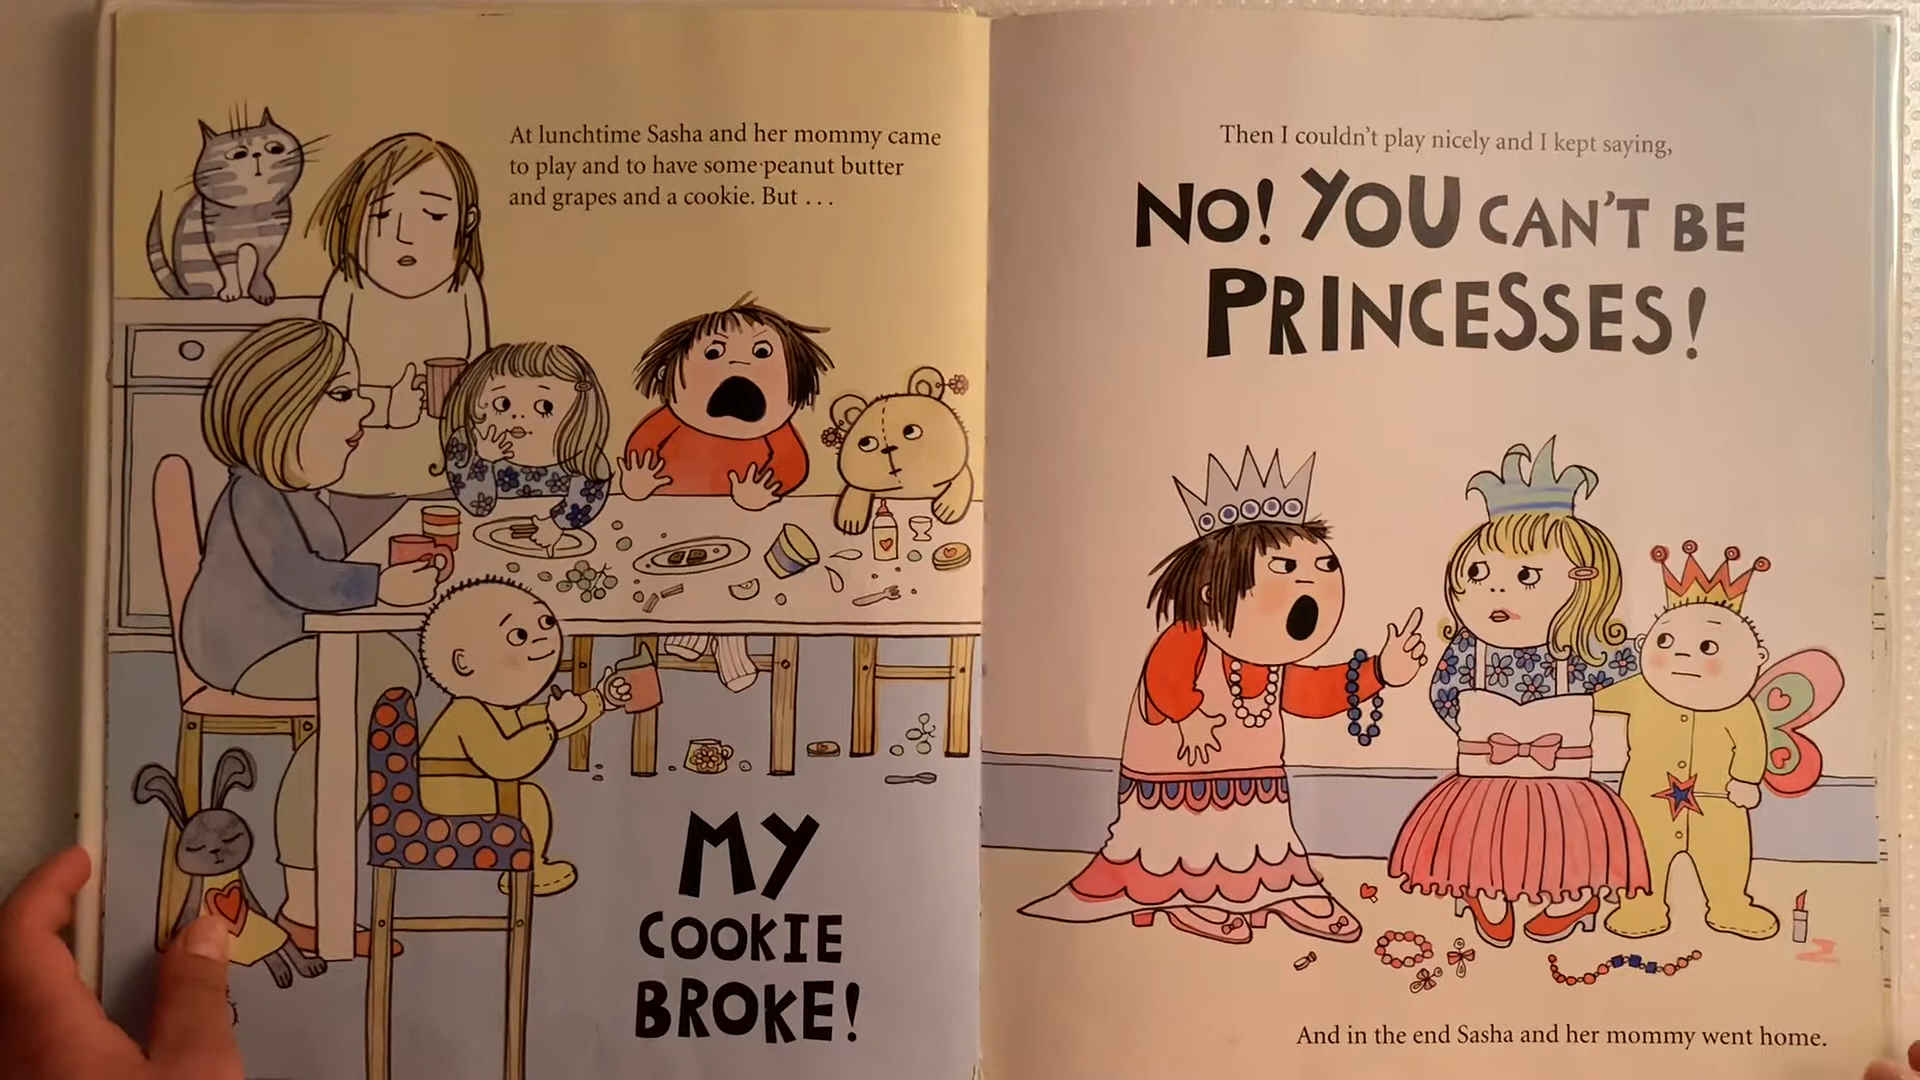 At lunchtime Sasha and her mommy came
to play and to have some peanut butter
and grapes and a cookie. But . . .
MY
COOKIE
BROKE!
Then I couldn't play nicely and I kept saying,
NO! YOU CAN'T BE
PRINCESSES!
And in the end Sasha and her mommy went home.